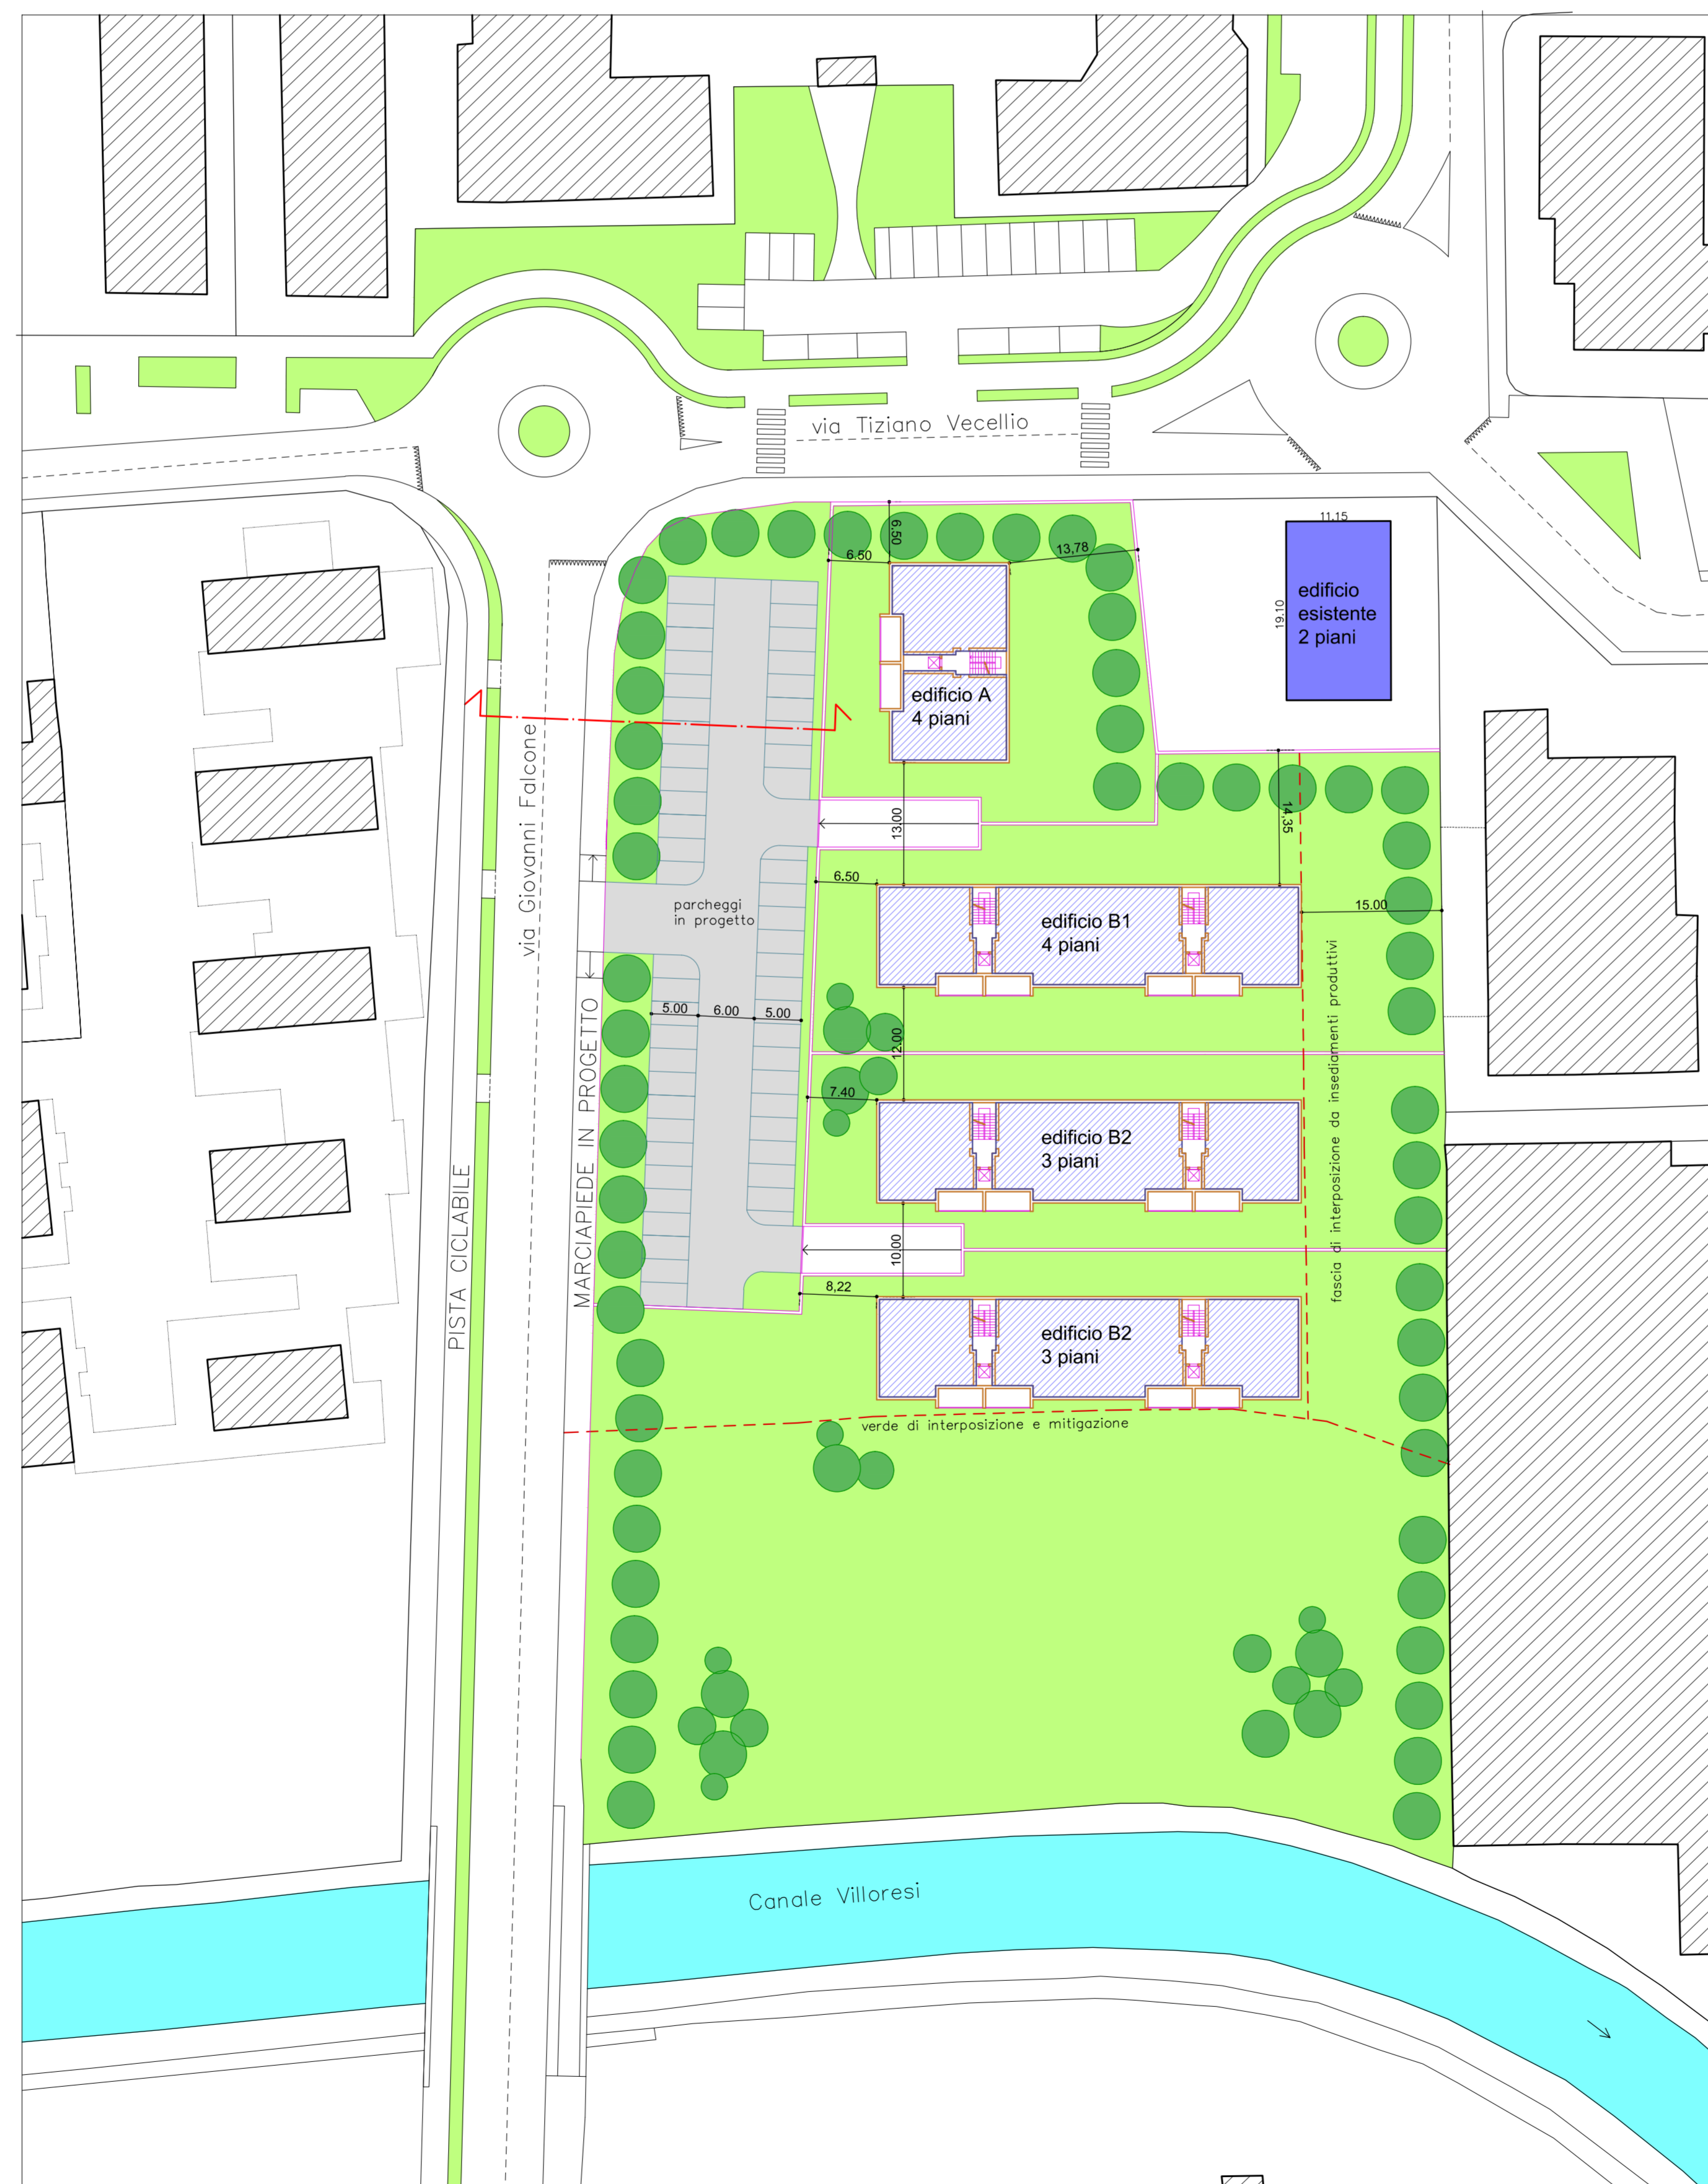 via Tiziano Vecellio
11.15
6.50
6.50
13,78
19.10
edificio
esistente
2 piani
edificio A
4 piani
via Giovanni Falcone
13.00
14,35
6.50
parcheggi
in progetto
edificio B1
4 piani
15.00
fascia di interposizione da insediamenti produttivi
5.00
6.00
5.00
12.00
MARCIAPIEDE IN PROGETTO
PISTA CICLABILE
7.40
edificio B2
3 piani
10.00
8,22
edificio B2
3 piani
verde di interposizione e mitigazione
Canale Villoresi